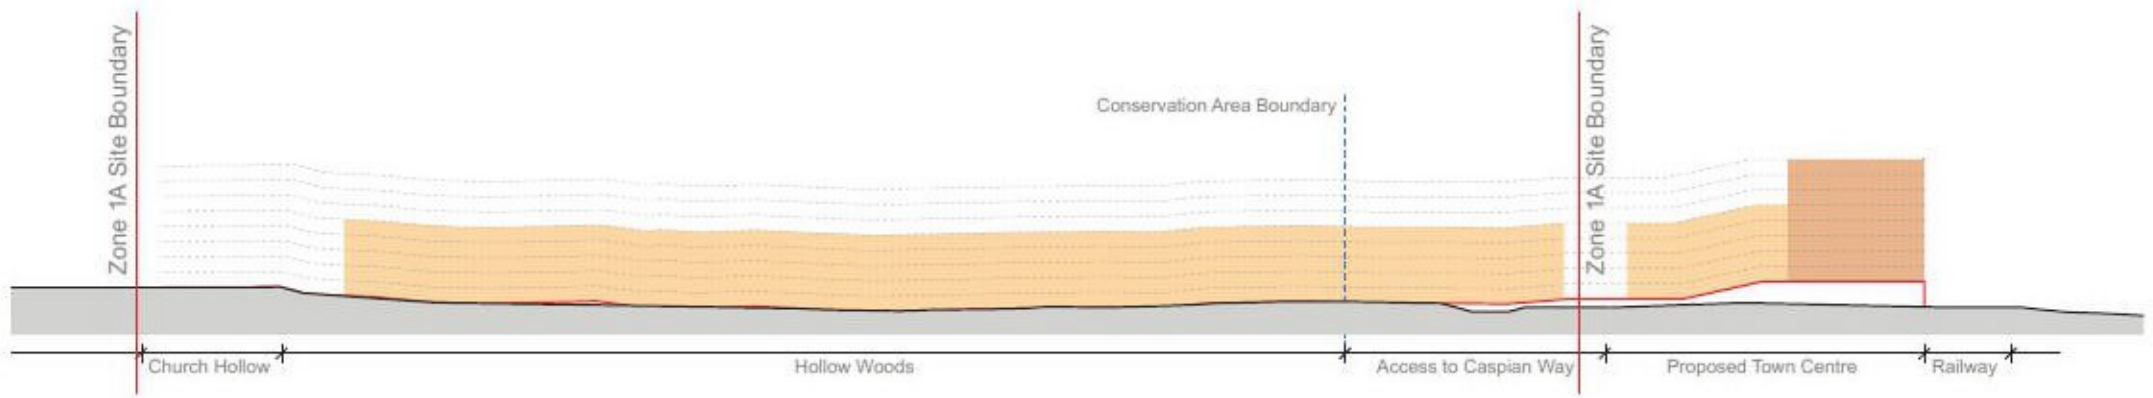 Zone 1A Site Boundary
Conservation Area Boundary
Zone 1A Site Boundary
Church Hollow
Hollow Woods
Access to Caspian Way
Proposed Town Centre
Railway